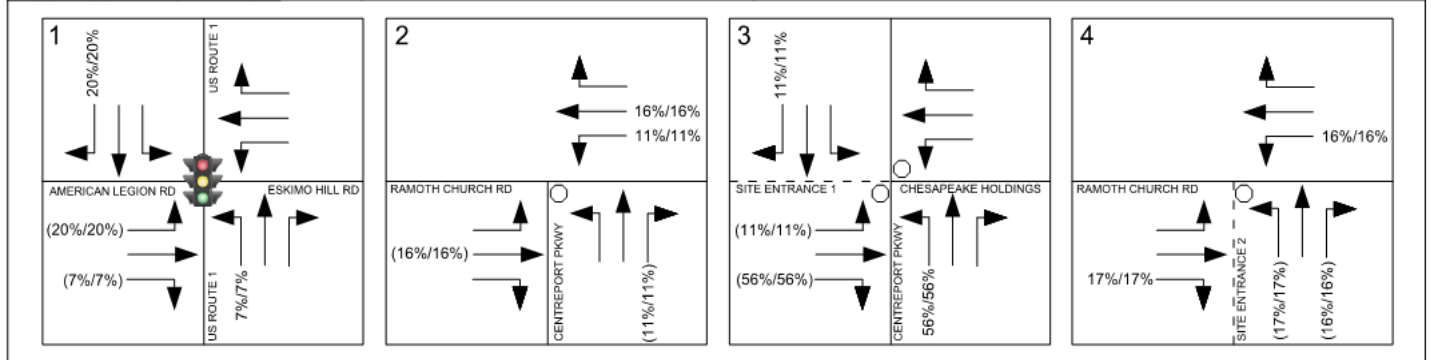 1
20%/20%
US ROUTE 1
AMERICAN LEGION RD
ESKIMO HILL RD
(20%/20%)
(7%/7%)
US ROUTE 1
7%/7%
2
16%/16%
11%/11%
RAMOTH CHURCH RD
(16%/16%)
CENTREPORT PKWY
(11%/11%)
3
11%/11%
SITE ENTRANCE 1
CHESAPEAKE HOLDINGS
(11%/11%)
(56%/56%)
CENTREPORT PKWY
56%/56%
4
16%/16%
RAMOTH CHURCH RD
17%/17%
SITE ENTRANCE 2
(17%/17%)
(16%/16%)